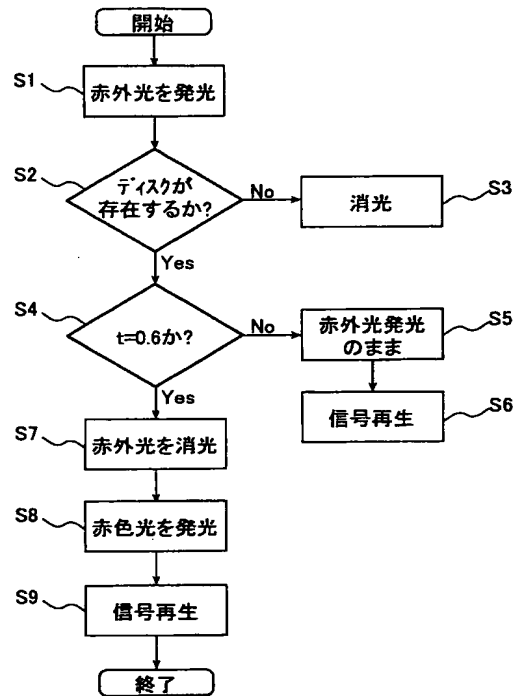 開始
S1
赤外光を発光
S2
ディスクが
存在するか?
No
消光
S3
Yes
S4
t=0.6か?
No
赤外光発光
のまま
S5
Yes
信号再生
S6
S7
赤外光を消光
S8
赤色光を発光
S9
信号再生
終了